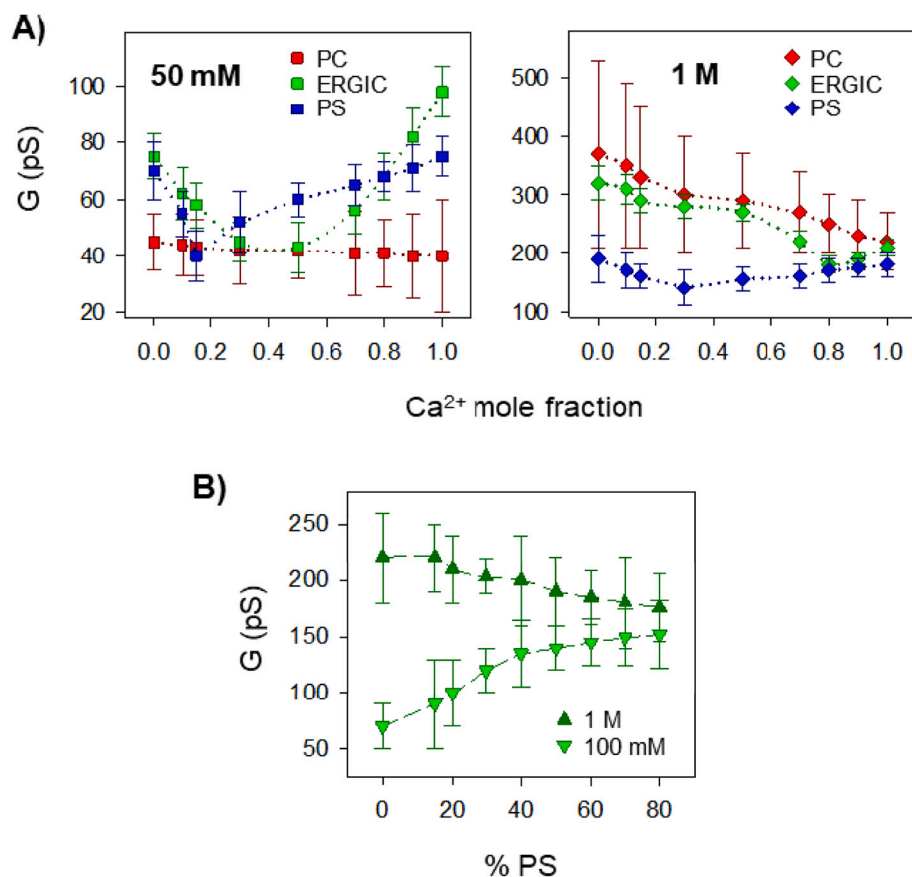 A)
50 mM
PC
ERGIC
PS
G (pS)
100
80
60
40
20
0.0 0.2 0.4 0.6 0.8 1.0
1 M
PC
ERGIC
PS
500
400
300
200
100
0.0 0.2 0.4 0.6 0.8 1.0
Ca²⁺ mole fraction
B)
G (pS)
250
200
150
100
50
1 M
100 mM
0 20 40 60 80
% PS